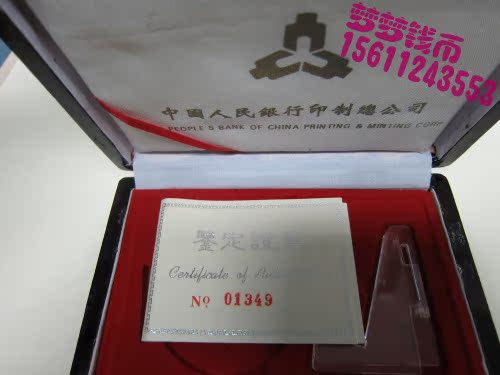 梦梦钱币
15611243553
中國人民銀行印制總公司
PEOPLE'S BANK OF CHINA PRINTING & MINTING CORP
鑒定證
Certificate of
No 01349